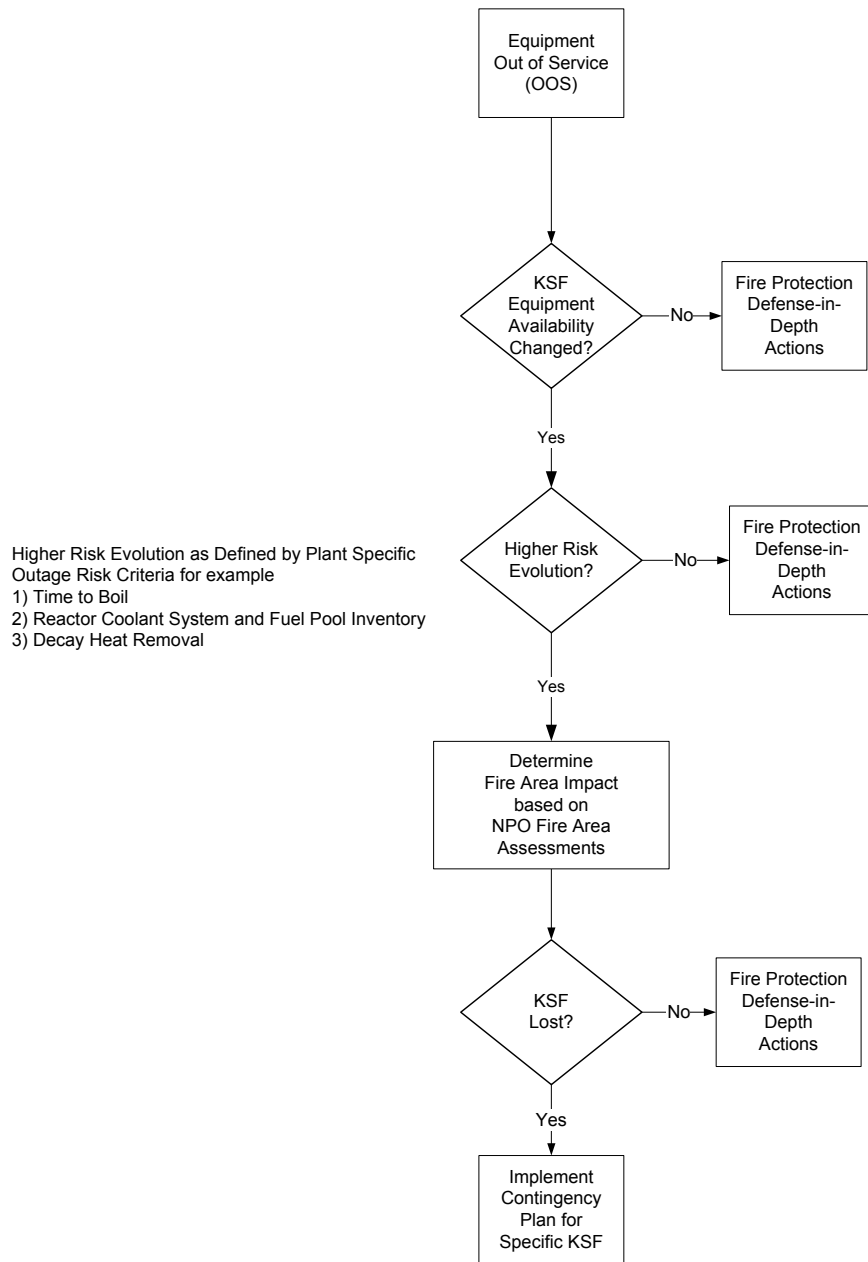 Equipment
Out of Service
(OOS)
KSF
Equipment
Availability
Changed?
No
Fire Protection
Defense-in-
Depth
Actions
Yes
Higher Risk Evolution as Defined by Plant Specific
Outage Risk Criteria for example
1) Time to Boil
2) Reactor Coolant System and Fuel Pool Inventory
3) Decay Heat Removal
Higher Risk
Evolution?
No
Fire Protection
Defense-in-
Depth
Actions
Yes
Determine
Fire Area Impact
based on
NPO Fire Area
Assessments
KSF
Lost?
No
Fire Protection
Defense-in-
Depth
Actions
Yes
Implement
Contingency
Plan for
Specific KSF